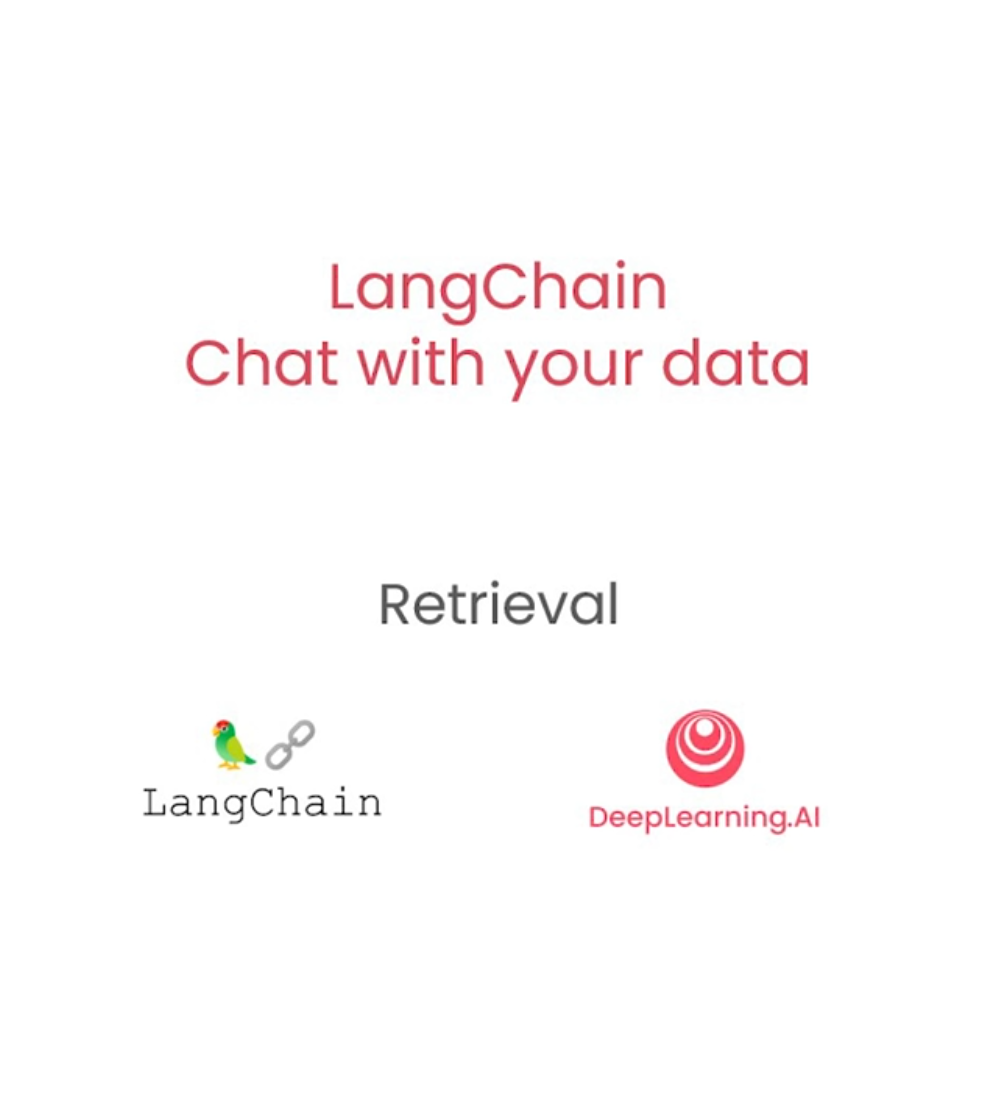 LangChain
Chat with your data
Retrieval
LangChain
DeepLearning.AI